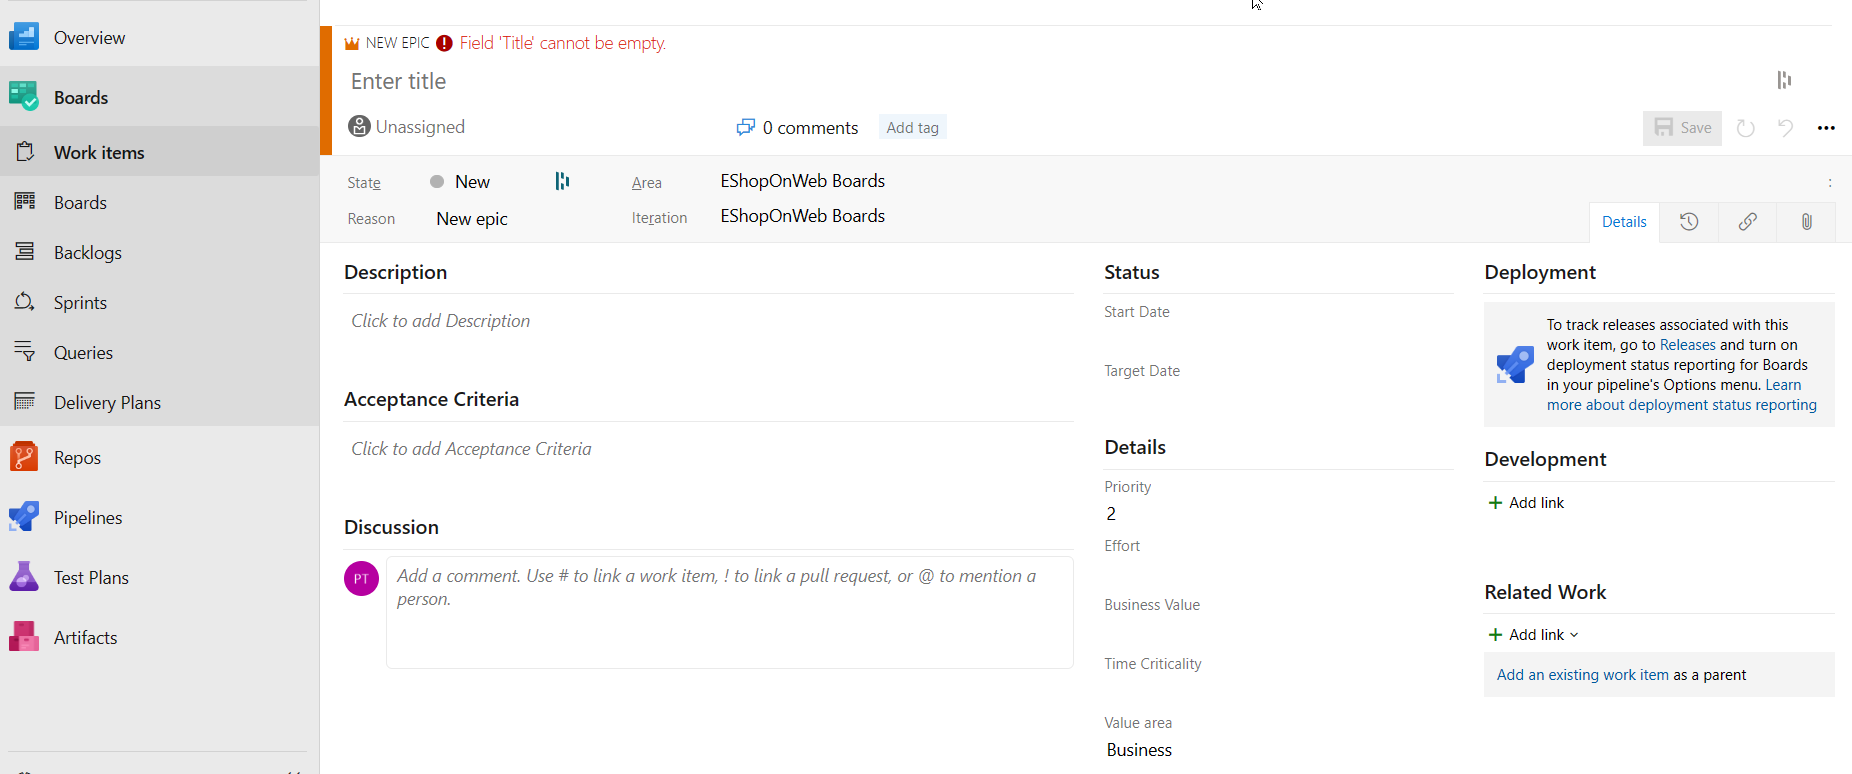 Overview
Boards
Work items
Boards
Backlogs
Sprints
Queries
Delivery Plans
Repos
Pipelines
Test Plans
Artifacts
NEW EPIC Field 'Title' cannot be empty.
Enter title
Unassigned
0 comments
Add tag
Save
State
New
Area
EShopOnWeb Boards
Reason
New epic
Iteration
EShopOnWeb Boards
Details
Description
Click to add Description
Acceptance Criteria
Click to add Acceptance Criteria
Discussion
PT
Add a comment. Use # to link a work item, ! to link a pull request, or @ to mention a
person.
Status
Start Date
Target Date
Details
Priority
2
Effort
Business Value
Time Criticality
Value area
Business
Deployment
To track releases associated with this
work item, go to Releases and turn on
deployment status reporting for Boards
in your pipeline's Options menu. Learn
more about deployment status reporting
Development
Add link
Related Work
Add link
Add an existing work item as a parent